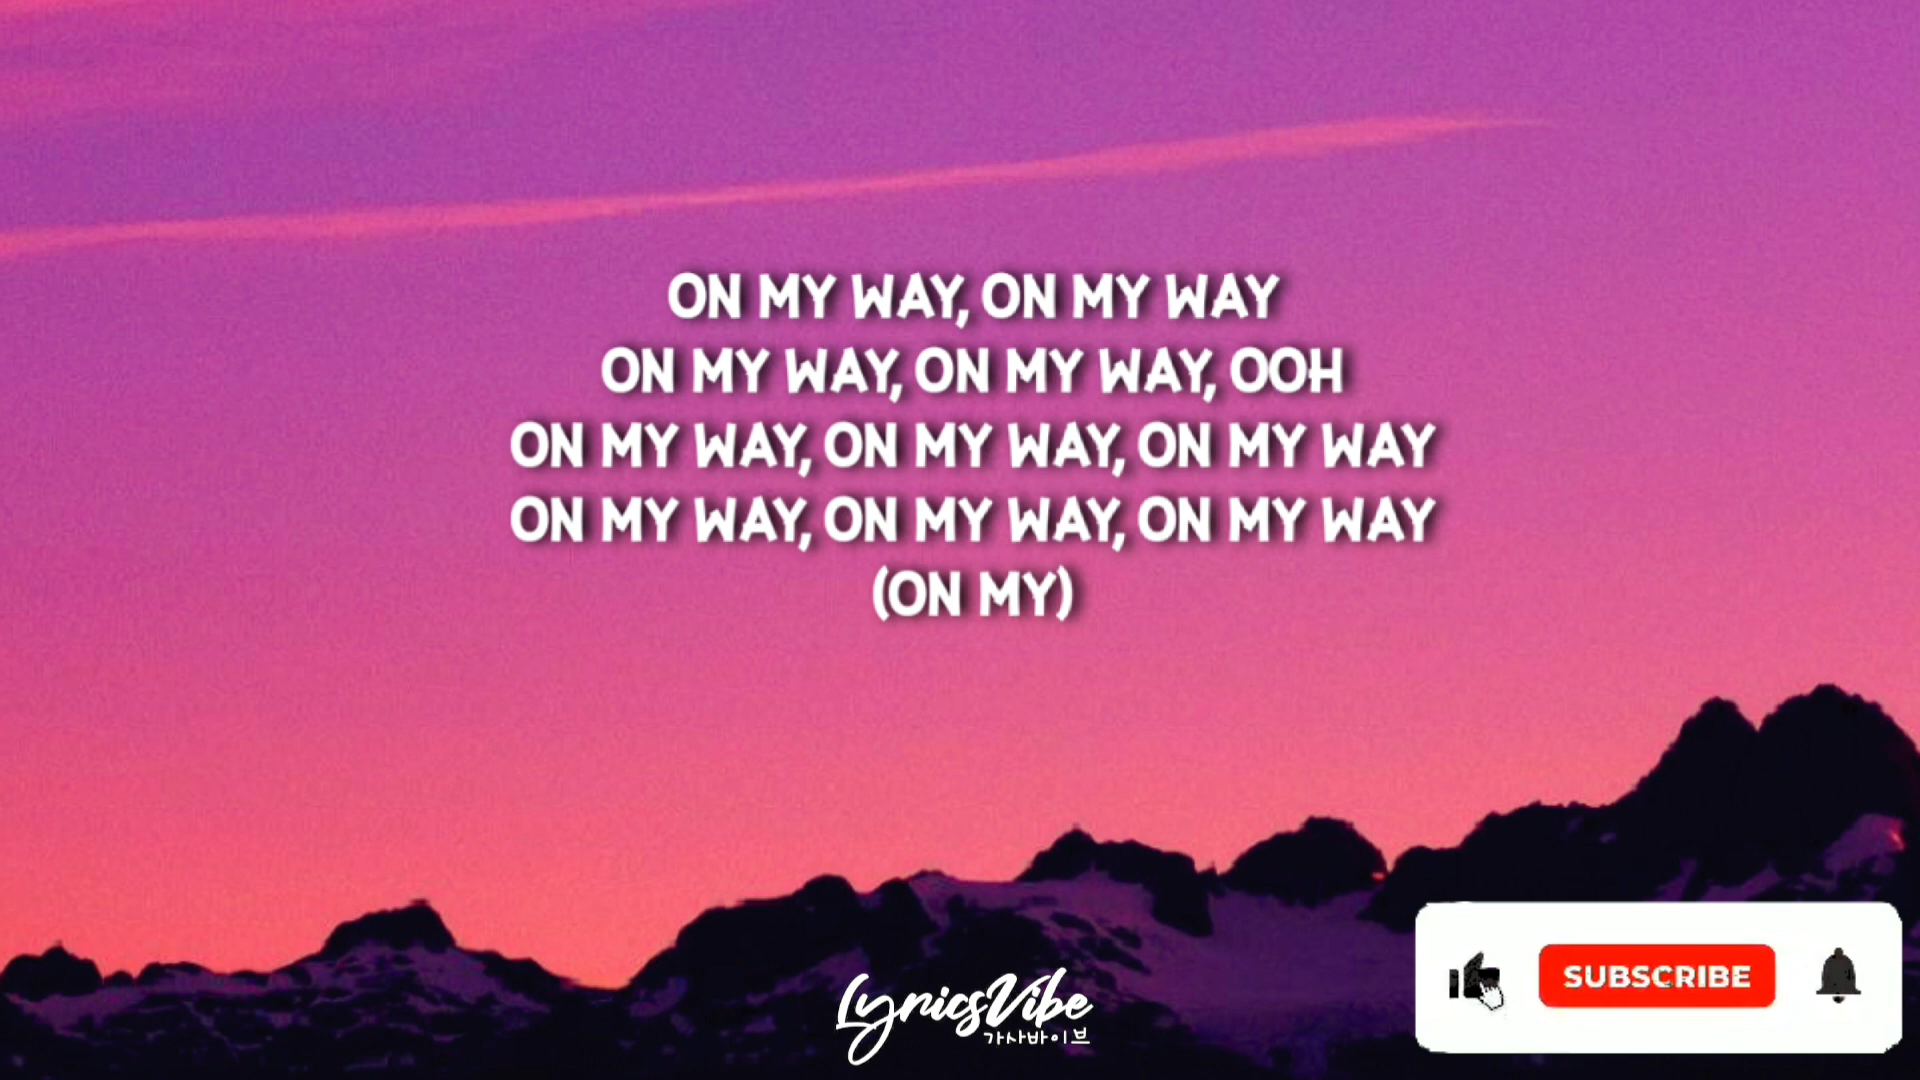 ON MY WAY, ON MY WAY
ON MY WAY, ON MY WAY, OOH
ON MY WAY, ON MY WAY, ON MY WAY
ON MY WAY, ON MY WAY, ON MY WAY
(ON MY)
LyricsVibe
가사바이브
SUBSCRIBE